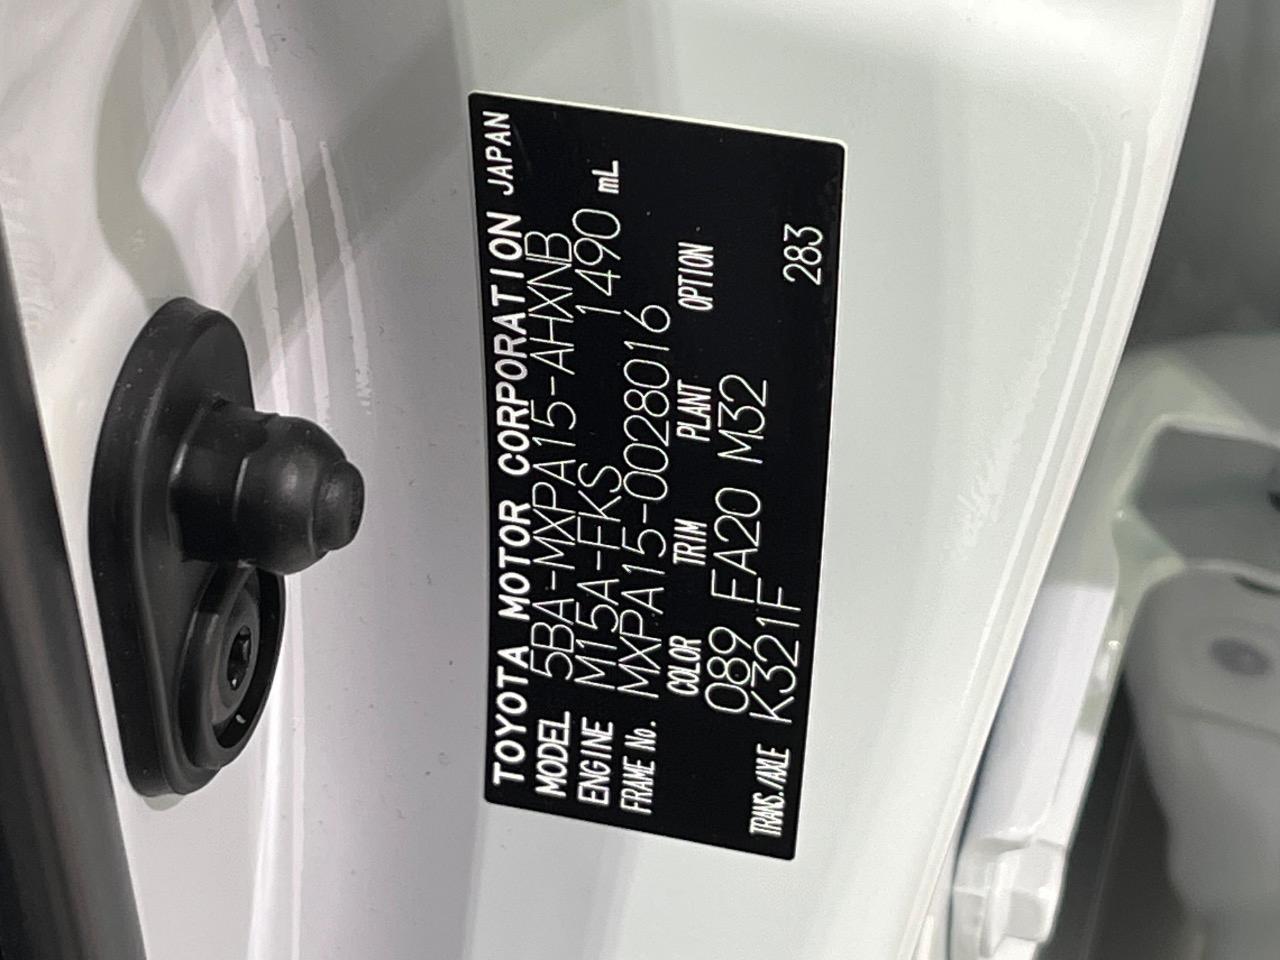 TOYOTA MOTOR CORPORATION JAPAN
MODEL 5BA-MXPA15-AHXNB
ENGINE M15A-FKS 1490 mL
FRAME No. MXPA15-0028016
COLOR TRIM PLANT OPTION
089 FA20 M32
TRANS./AXLE K321F 283